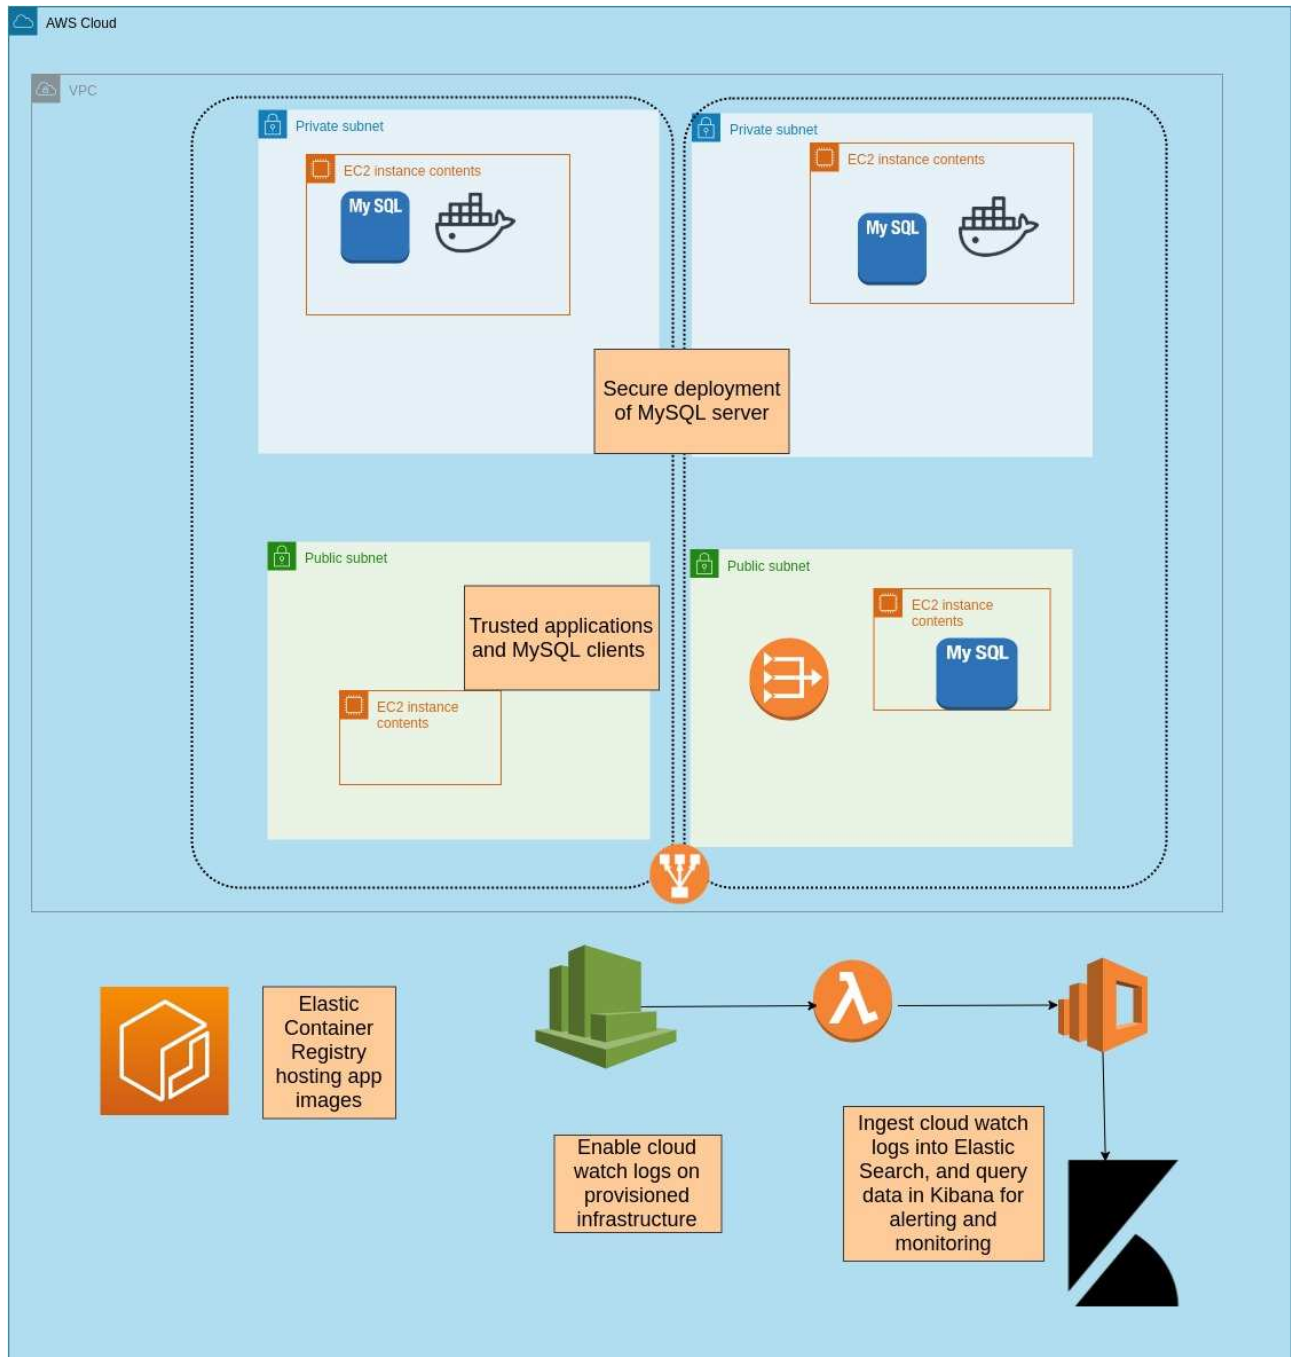 AWS Cloud
VPC
Private subnet
EC2 instance contents
My SQL
Private subnet
EC2 instance contents
My SQL
Secure deployment
of MySQL server
Public subnet
Trusted applications
and MySQL clients
EC2 instance
contents
Public subnet
EC2 instance
contents
My SQL
Elastic
Container
Registry
hosting app
images
Enable cloud
watch logs on
provisioned
infrastructure
Ingest cloud watch
logs into Elastic
Search, and query
data in Kibana for
alerting and
monitoring